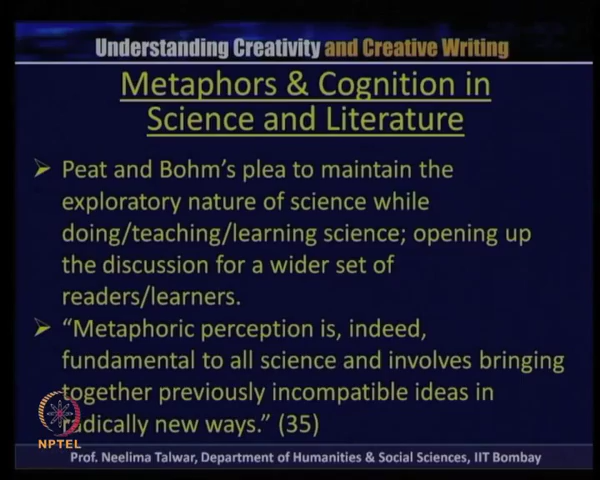 Understanding Creativity and Creative Writing
Metaphors & Cognition in
Science and Literature
Peat and Bohm's plea to maintain the
exploratory nature of science while
doing/teaching/learning science; opening up
the discussion for a wider set of
readers/learners.
"Metaphoric perception is, indeed,
fundamental to all science and involves bringing
together previously incompatible ideas in
radically new ways." (35)
NPTEL
Prof. Neelima Talwar, Department of Humanities & Social Sciences, IIT Bombay